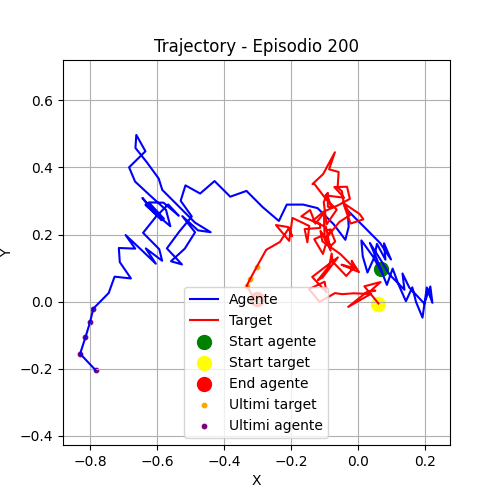 Trajectory - Episodio 200
0.6
0.4
0.2
0.0
−0.2
−0.4
Y
Agente
Target
Start agente
Start target
End agente
Ultimi target
Ultimi agente
−0.8
−0.6
−0.4
−0.2
0.0
0.2
X